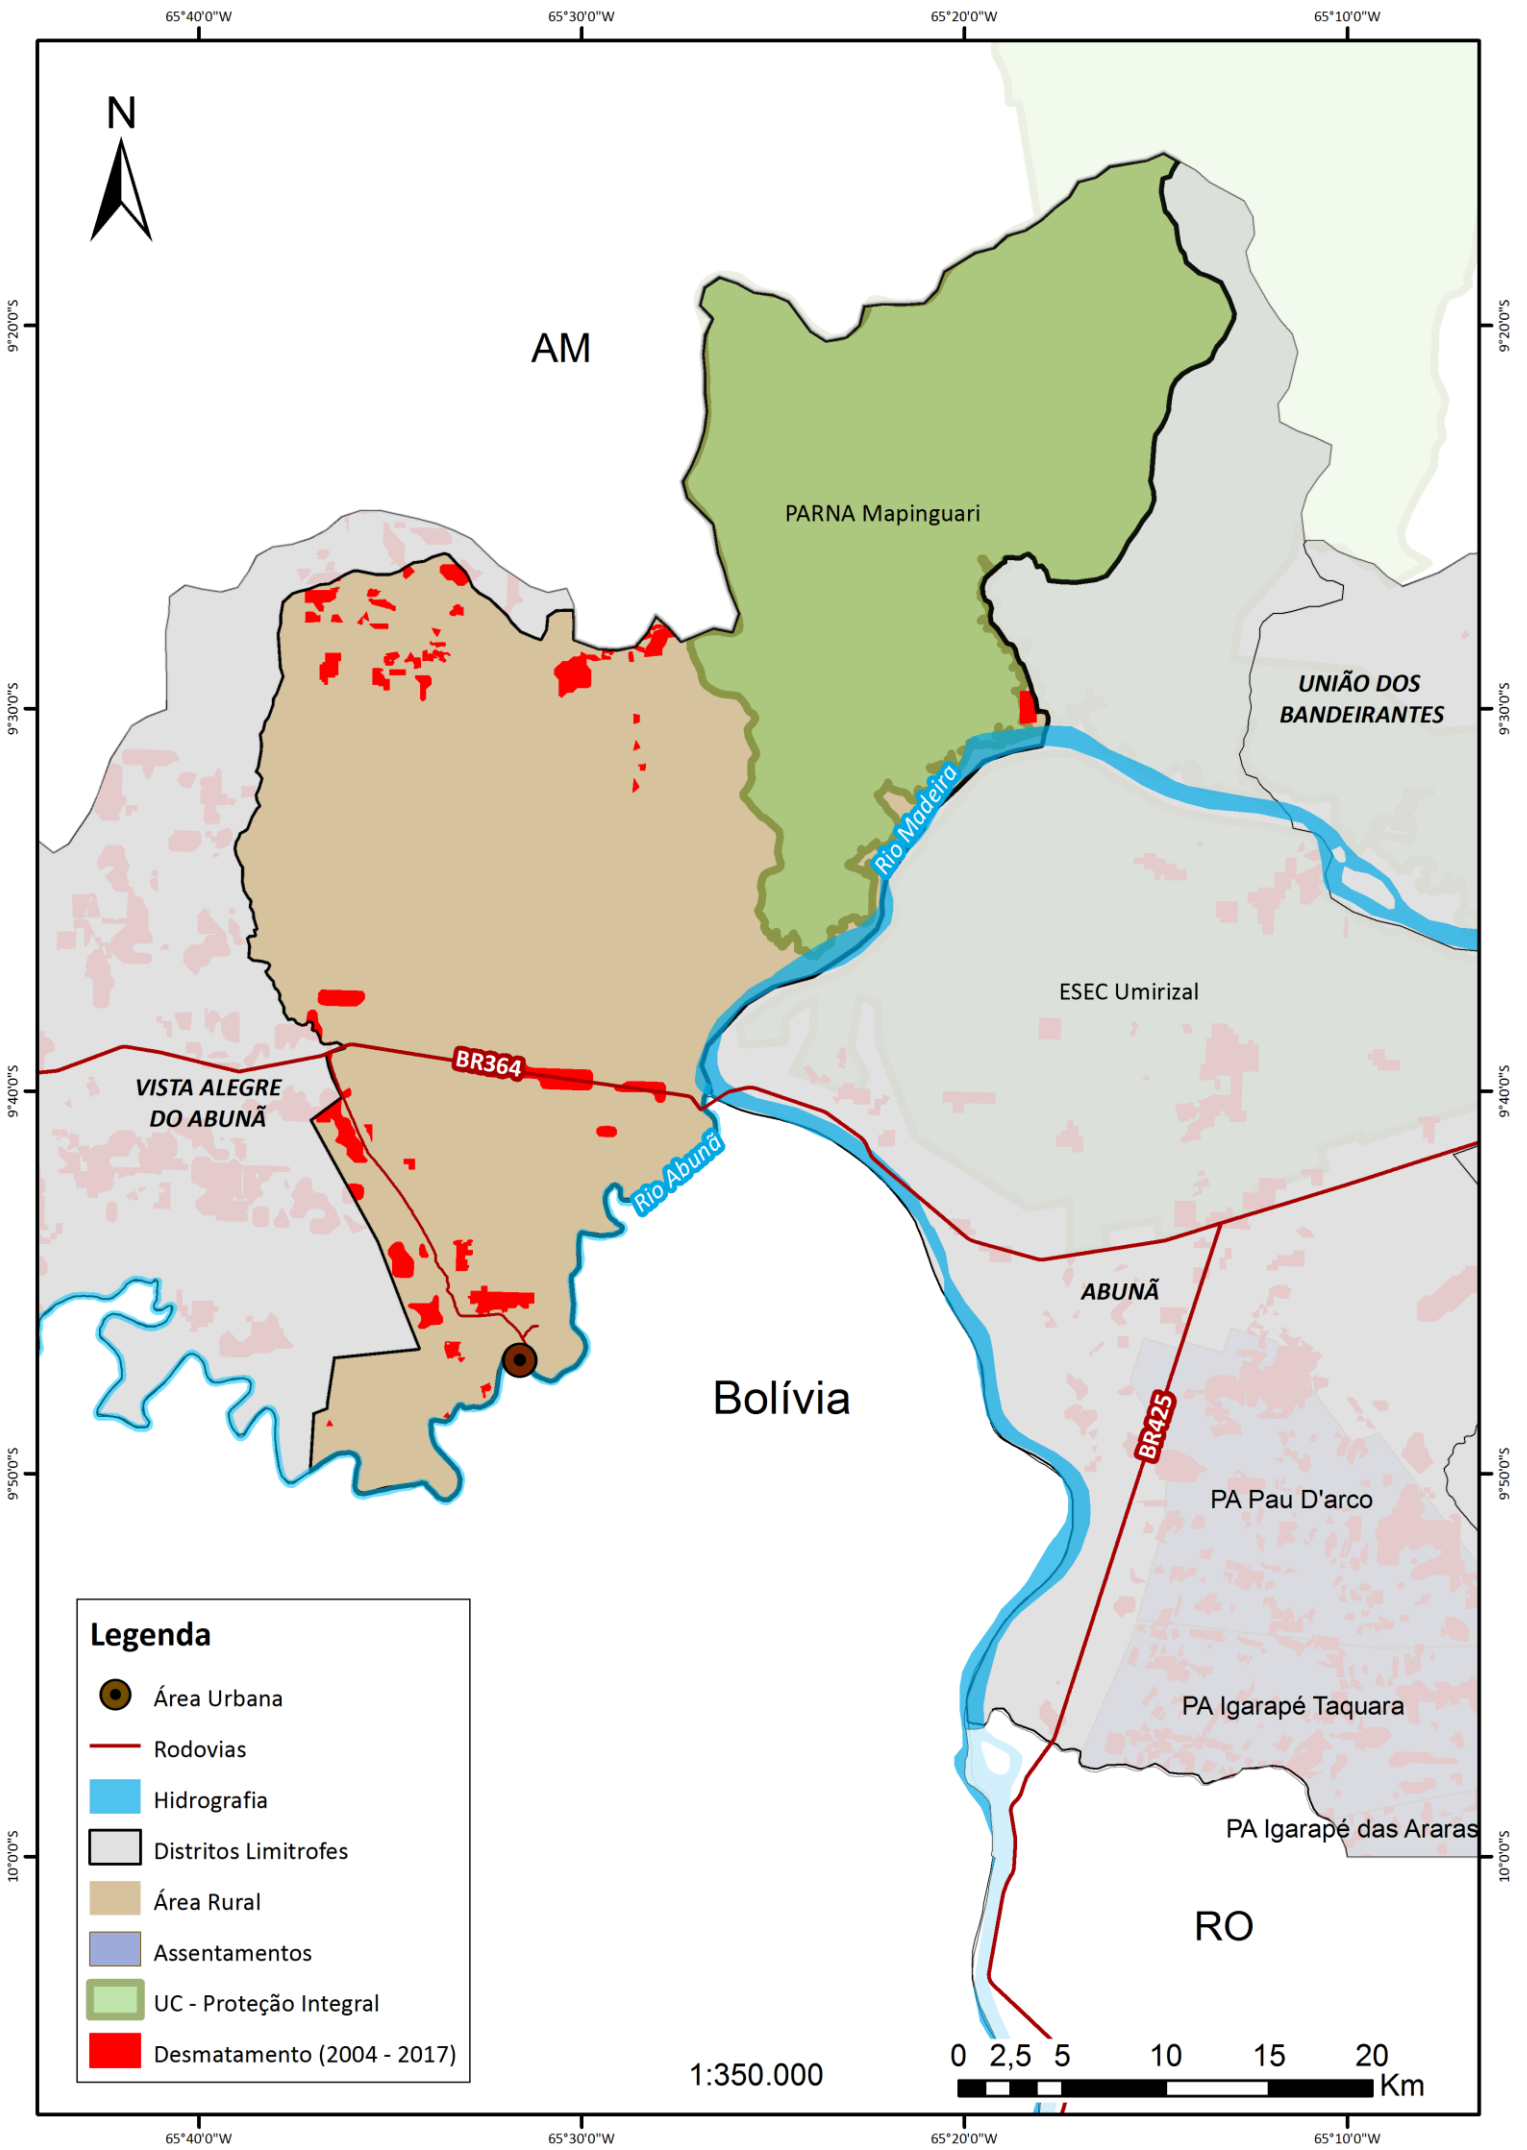 65°40'0"W
65°30'0"W
65°20'0"W
65°10'0"W
N
9°20'0"S
9°20'0"S
AM
PARNA Mapinguari
9°30'0"S
9°30'0"S
UNIÃO DOS
BANDEIRANTES
Rio Madeira
ESEC Umirizal
9°40'0"S
9°40'0"S
BR364
VISTA ALEGRE
DO ABUNÃ
Rio Abunã
ABUNÃ
Bolívia
BR425
9°50'0"S
9°50'0"S
PA Pau D'arco
PA Igarapé Taquara
PA Igarapé das Araras
10°0'0"S
10°0'0"S
RO
Legenda
Área Urbana
Rodovias
Hidrografia
Distritos Limitrofes
Área Rural
Assentamentos
UC - Proteção Integral
Desmatamento (2004 - 2017)
1:350.000
0 2,5 5 10 15 20
Km
65°40'0"W
65°30'0"W
65°20'0"W
65°10'0"W